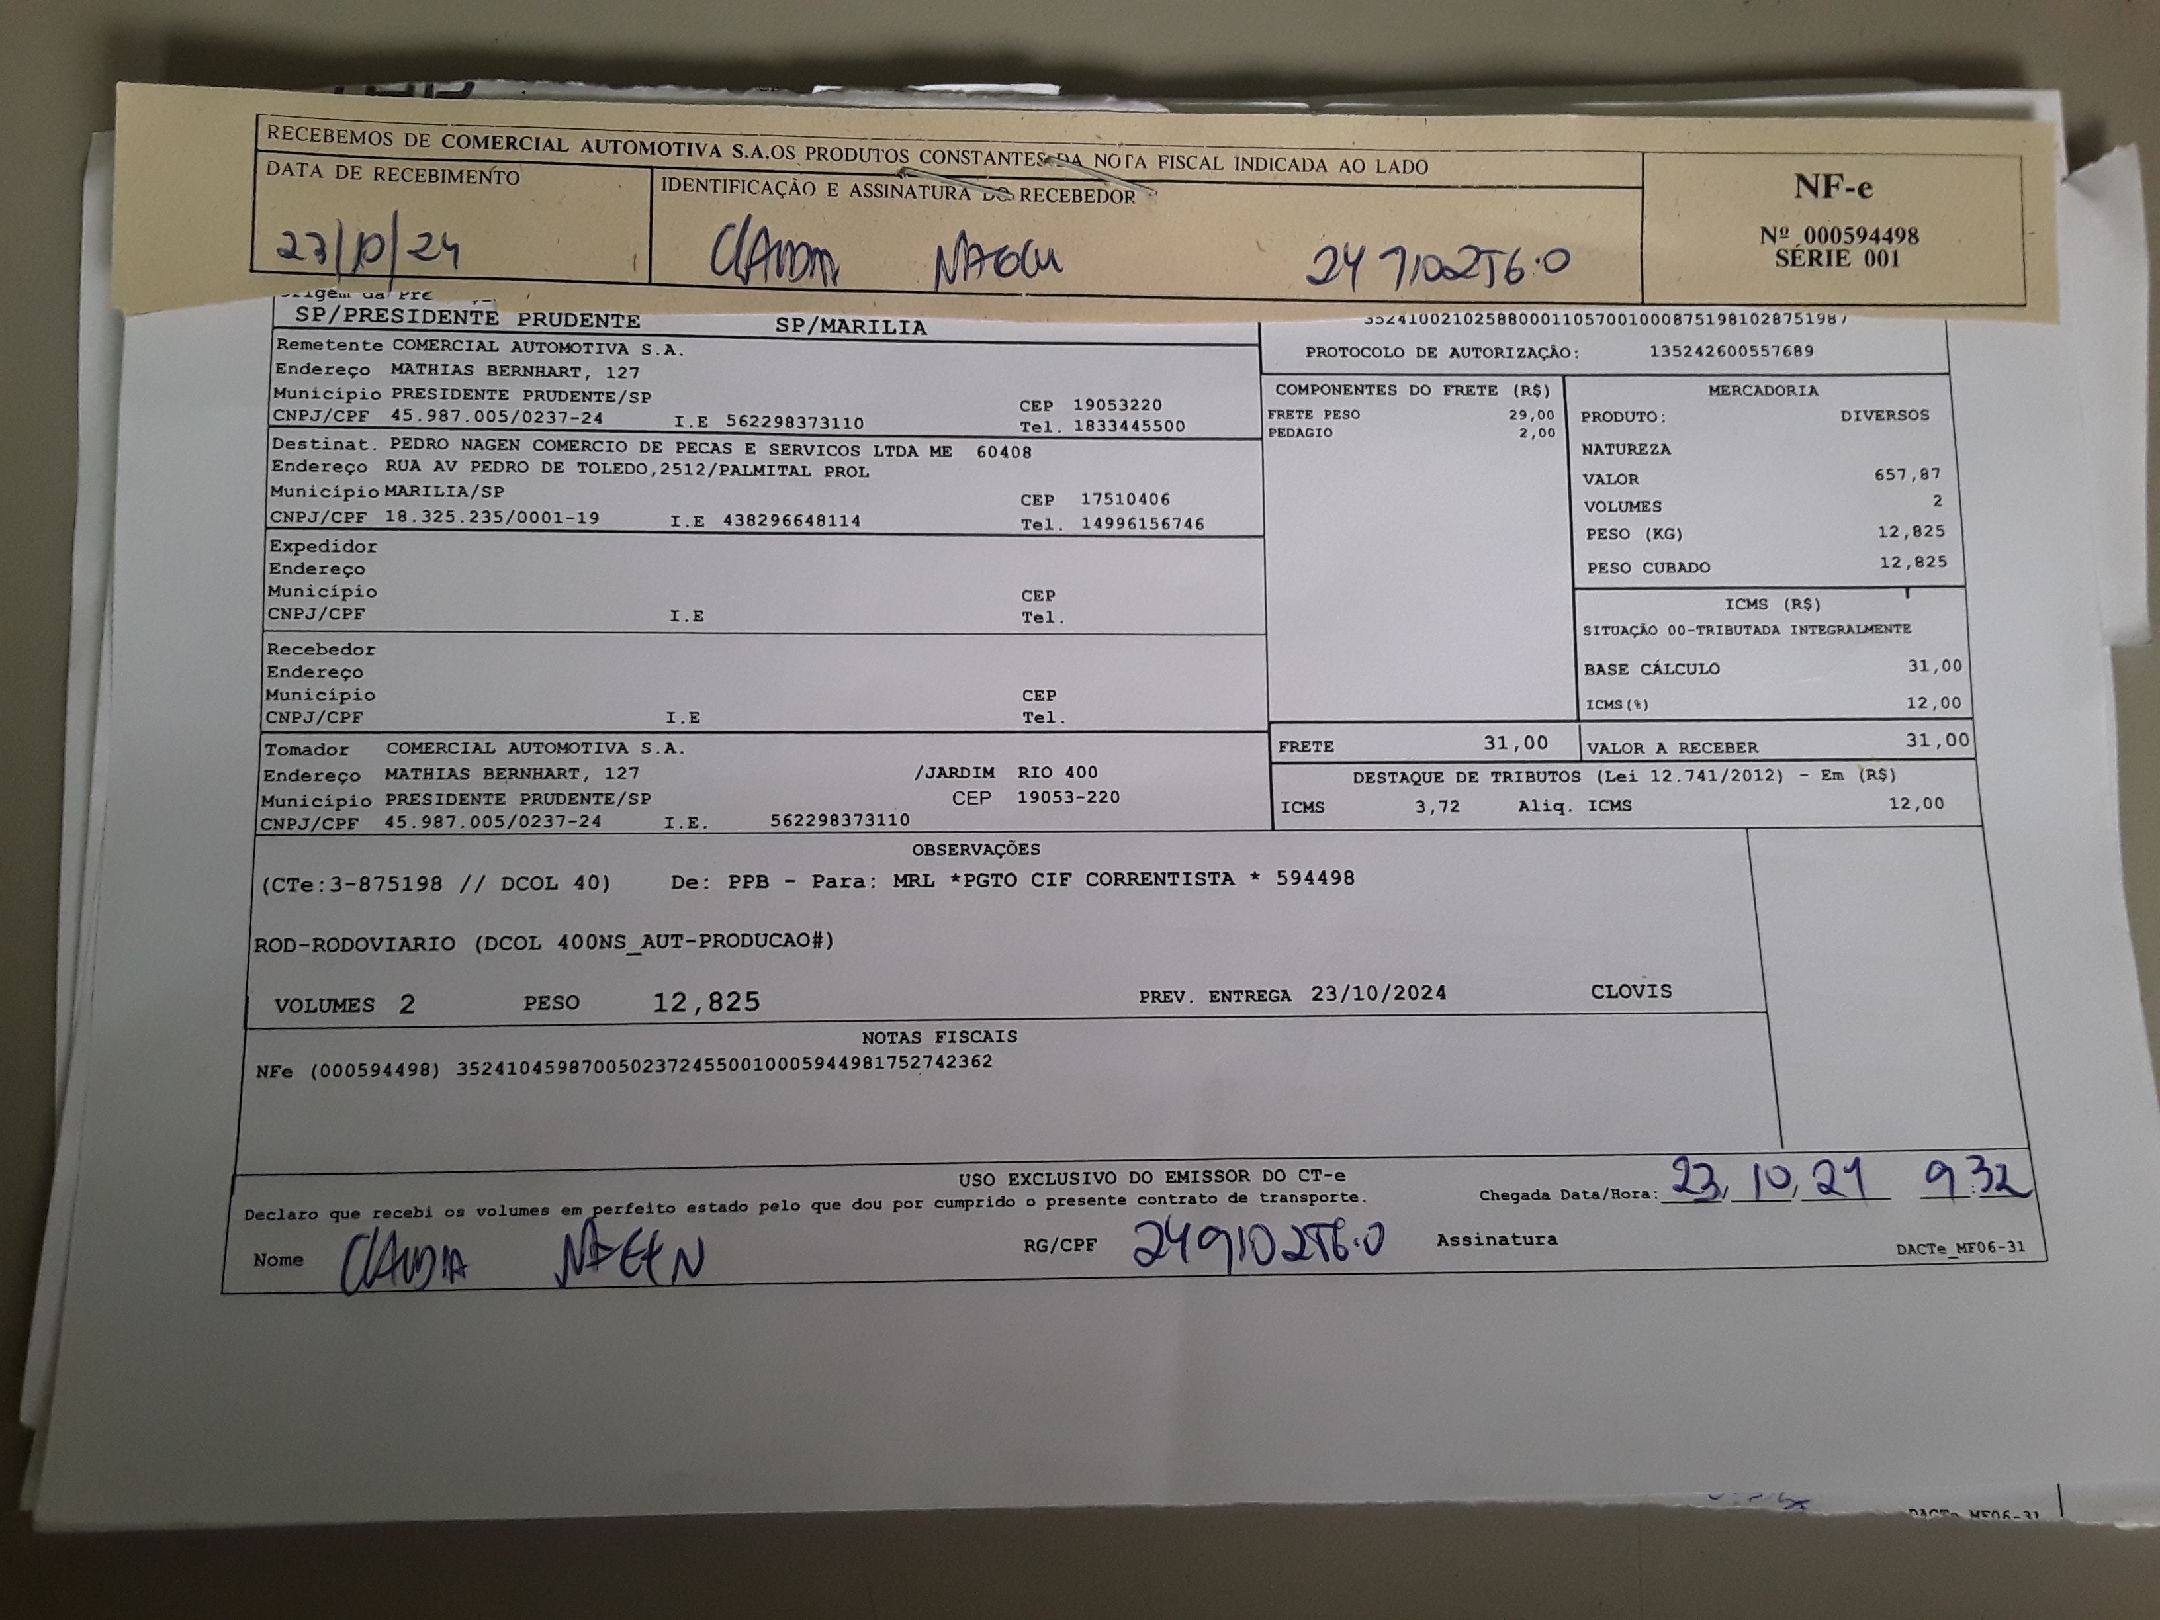 RECEBEMOS DE COMERCIAL AUTOMOTIVA S.A.OS PRODUTOS CONSTANTES DA NOTA FISCAL INDICADA AO LADO
DATA DE RECEBIMENTO
IDENTIFICAÇÃO E ASSINATURA DO RECEBEDOR
NF-e
Nº 000594498
SÉRIE 001
23/10/24
CLAUDIA
SP/PRESIDENTE PRUDENTE SP/MARILIA
Remetente COMERCIAL AUTOMOTIVA S.A.
Endereço MATHIAS BERNHART, 127
Município PRESIDENTE PRUDENTE/SP CEP 19053220
CNPJ/CPF 45.987.005/0237-24 I.E 562298373110 Tel. 1833445500
Destinat. PEDRO NAGEN COMERCIO DE PECAS E SERVICOS LTDA ME 60408
Endereço RUA AV PEDRO DE TOLEDO,2512/PALMITAL PROL
Município MARILIA/SP CEP 17510406
CNPJ/CPF 18.325.235/0001-19 I.E 438296648114 Tel. 14996156746
Expedidor
Endereço
Município CEP
CNPJ/CPF I.E Tel.
Recebedor
Endereço
Município CEP
CNPJ/CPF I.E Tel.
Tomador COMERCIAL AUTOMOTIVA S.A.
Endereço MATHIAS BERNHART, 127 /JARDIM RIO 400
Município PRESIDENTE PRUDENTE/SP CEP 19053-220
CNPJ/CPF 45.987.005/0237-24 I.E. 562298373110
PROTOCOLO DE AUTORIZAÇÃO: 135242600557689
COMPONENTES DO FRETE (R$)
FRETE PESO 29,00
PEDAGIO 2,00
MERCADORIA
PRODUTO: DIVERSOS
NATUREZA
VALOR 657,87
VOLUMES 2
PESO (KG) 12,825
PESO CUBADO 12,825
ICMS (R$)
SITUAÇÃO 00-TRIBUTADA INTEGRALMENTE
BASE CÁLCULO 31,00
ICMS(%) 12,00
FRETE 31,00 VALOR A RECEBER 31,00
DESTAQUE DE TRIBUTOS (Lei 12.741/2012) - Em (R$)
ICMS 3,72 Aliq. ICMS 12,00
OBSERVAÇÕES
(CTe:3-875198 // DCOL 40) De: PPB - Para: MRL *PGTO CIF CORRENTISTA * 594498
ROD-RODOVIARIO (DCOL 400NS_AUT-PRODUCAO#)
VOLUMES 2 PESO 12,825 PREV. ENTREGA 23/10/2024 CLOVIS
NOTAS FISCAIS
NFe (000594498) 35241045987005023724550010005944981752742362
USO EXCLUSIVO DO EMISSOR DO CT-e
Declaro que recebi os volumes em perfeito estado pelo que dou por cumprido o presente contrato de transporte.
Chegada Data/Hora: 23, 10, 24 9:32
Nome CLAUDIA NAGEN RG/CPF Assinatura
DACTe_MF06-31
DACTe_MF06-31